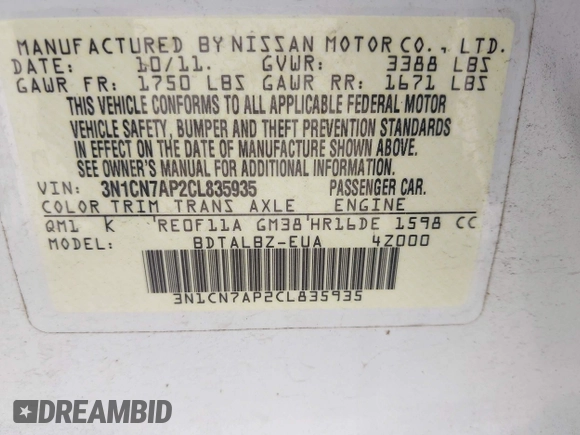 MANUFACTURED BY NISSAN MOTOR CO., LTD.
DATE: 10/11. GVWR: 3388 LBS
GAWR FR: 1750 LBS GAWR RR: 1671 LBS
THIS VEHICLE CONFORMS TO ALL APPLICABLE FEDERAL MOTOR
VEHICLE SAFETY, BUMPER AND THEFT PREVENTION STANDARDS
IN EFFECT ON THE DATE OF MANUFACTURE SHOWN ABOVE.
SEE OWNER'S MANUAL FOR ADDITIONAL INFORMATION.
VIN: 3N1CN7AP2CL835935 PASSENGER CAR.
COLOR TRIM TRANS AXLE ENGINE
QM1 K 'RE0F11A GM38'HR16DE 1598 CC
MODEL: BDTALBZ-EUA 4Z000
3N1CN7AP2CL835935
DREAMBID